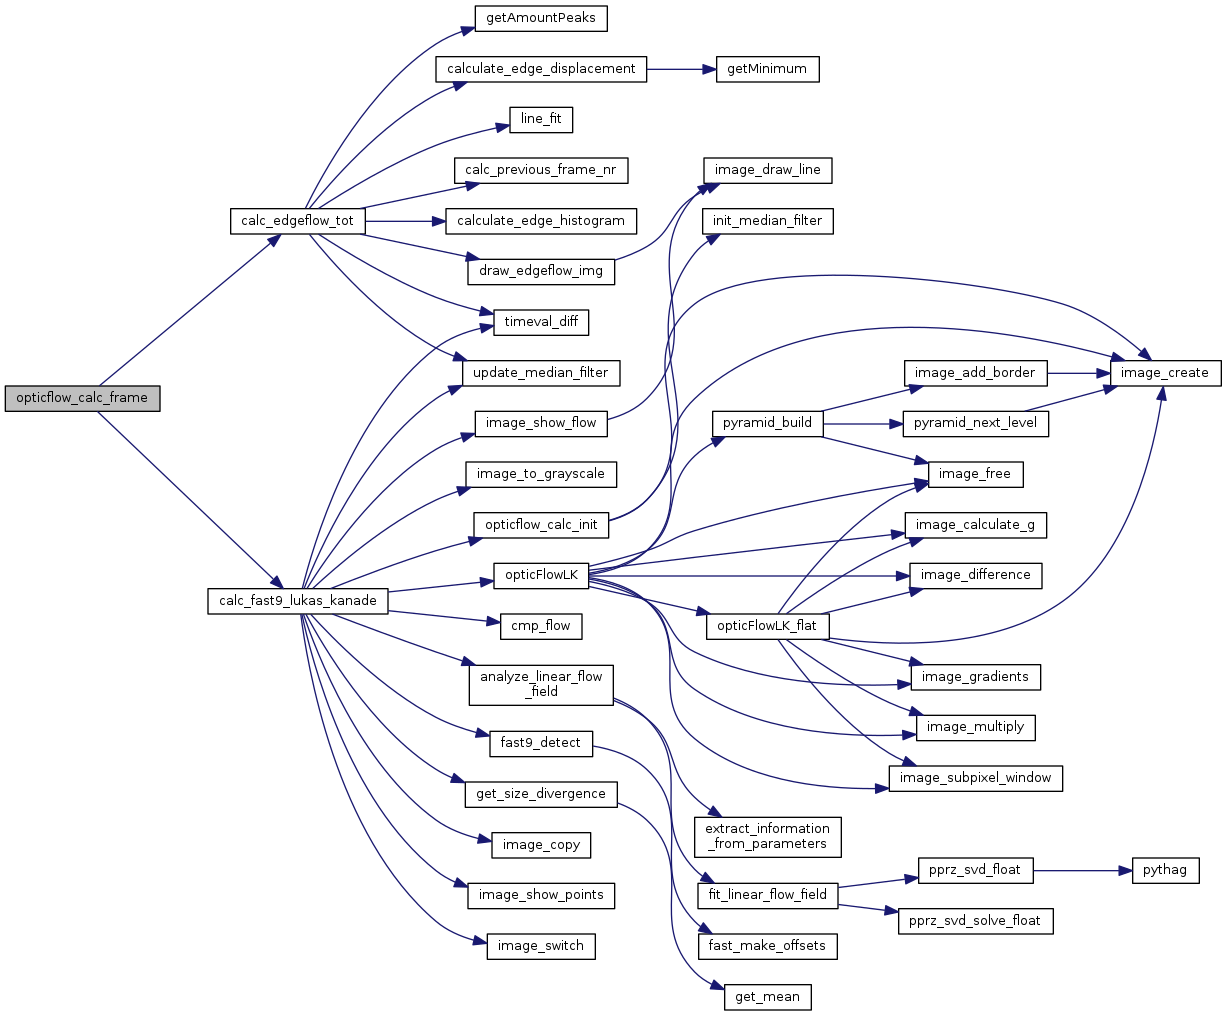 getAmountPeaks
calculate_edge_displacement
getMinimum
line_fit
calc_previous_frame_nr
image_draw_line
calc_edgeflow_tot
calculate_edge_histogram
init_median_filter
draw_edgeflow_img
timeval_diff
update_median_filter
image_add_border
image_create
opticflow_calc_frame
image_show_flow
pyramid_build
pyramid_next_level
image_to_grayscale
image_free
opticflow_calc_init
image_calculate_g
opticFlowLK
image_difference
calc_fast9_lukas_kanade
cmp_flow
opticFlowLK_flat
analyze_linear_flow
_field
image_gradients
fast9_detect
image_multiply
get_size_divergence
image_subpixel_window
image_copy
extract_information
_from_parameters
image_show_points
fit_linear_flow_field
pprz_svd_float
pythag
pprz_svd_solve_float
image_switch
fast_make_offsets
get_mean